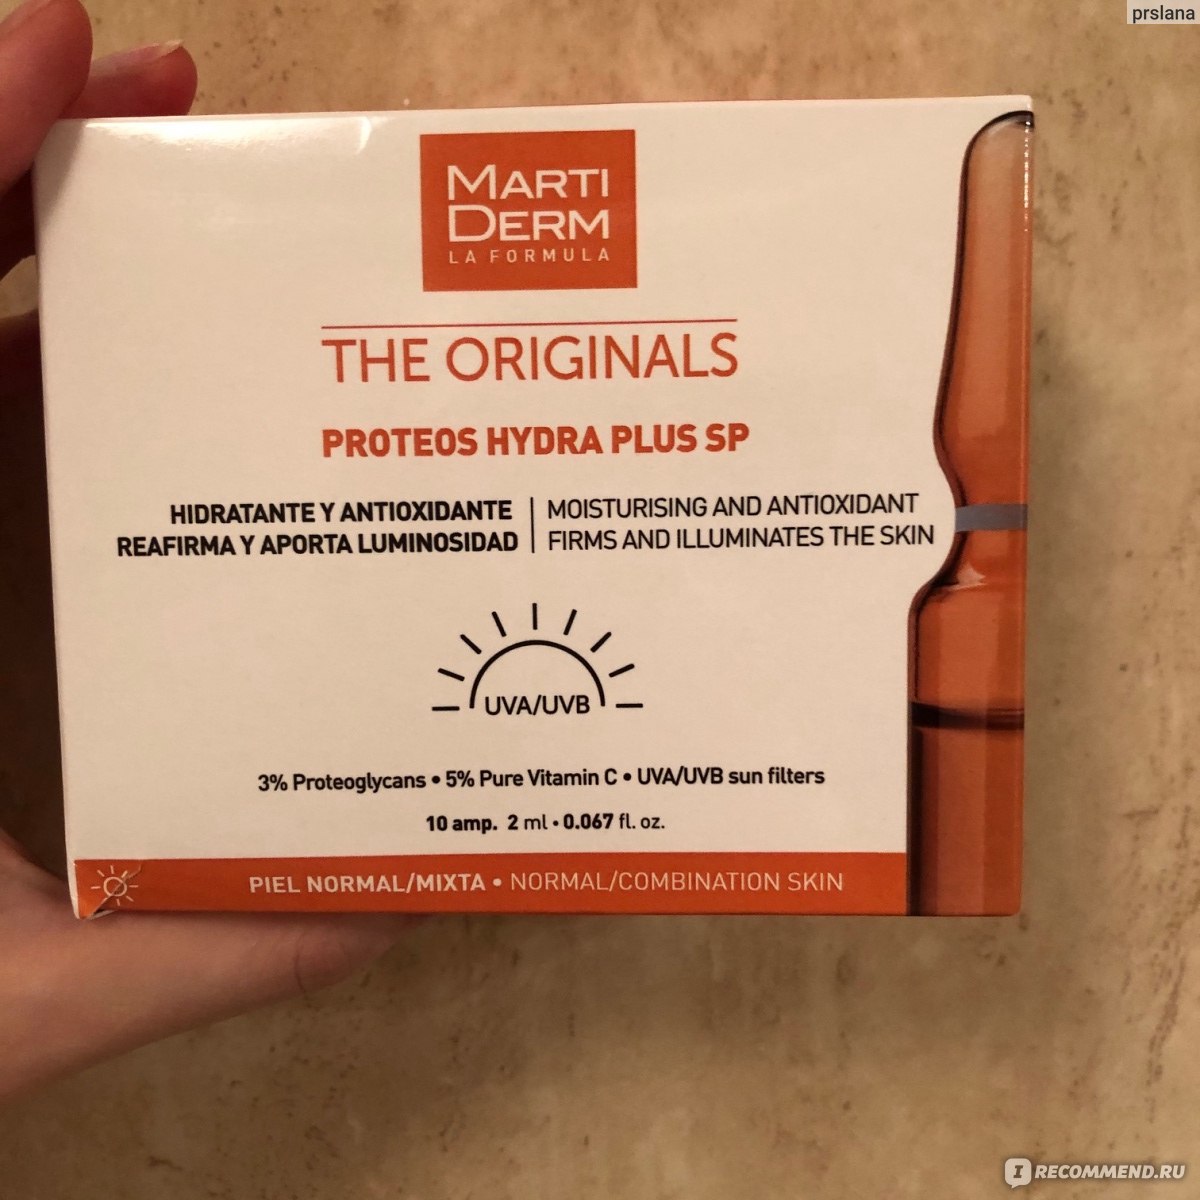 prslana
MARTI
DERM
LA FORMULA
THE ORIGINALS
PROTEOS HYDRA PLUS SP
HIDRATANTE Y ANTIOXIDANTE
REAFIRMA Y APORTA LUMINOSIDAD
MOISTURISING AND ANTIOXIDANT
FIRMS AND ILLUMINATES THE SKIN
UVA/UVB
3% Proteoglycans • 5% Pure Vitamin C • UVA/UVB sun filters
10 amp. 2 ml • 0.067 fl. oz.
PIEL NORMAL/MIXTA • NORMAL/COMBINATION SKIN
IRECOMMEND.RU